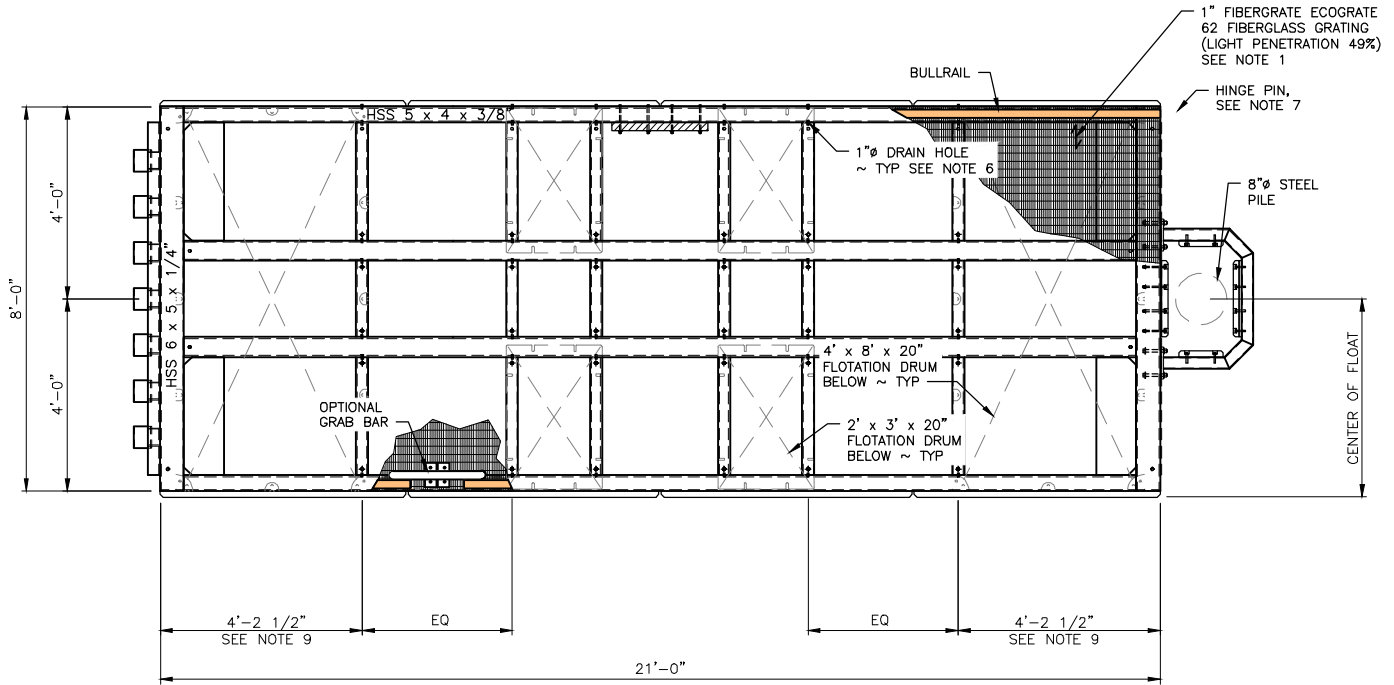 1" FIBERGRATE ECOGRATE
62 FIBERGLASS GRATING
(LIGHT PENETRATION 49%)
SEE NOTE 1
BULLRAIL
HINGE PIN,
SEE NOTE 7
HSS 5 x 4 x 3/8"
1"ø DRAIN HOLE
~ TYP SEE NOTE 6
8"ø STEEL
PILE
4'-0"
8'-0"
HSS 6 x 5 x 1/4"
4'-0"
4' x 8' x 20"
FLOTATION DRUM
BELOW ~ TYP
OPTIONAL
GRAB BAR
2' x 3' x 20"
FLOTATION DRUM
BELOW ~ TYP
CENTER OF FLOAT
4'-2 1/2"
SEE NOTE 9
EQ
EQ
4'-2 1/2"
SEE NOTE 9
21'-0"